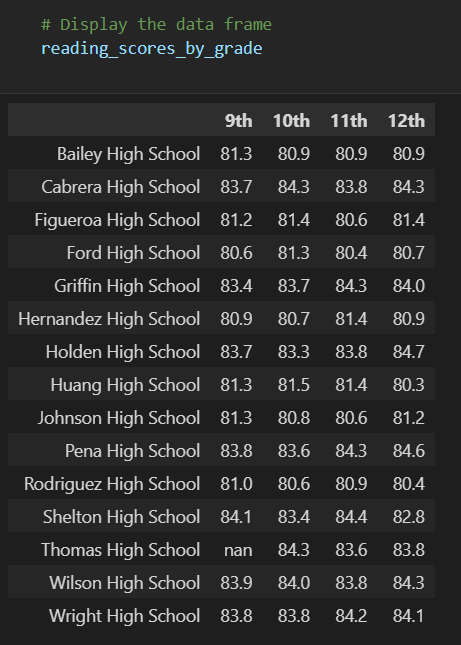 # Display the data frame
reading_scores_by_grade
9th 10th 11th 12th
Bailey High School 81.3 80.9 80.9 80.9
Cabrera High School 83.7 84.3 83.8 84.3
Figueroa High School 81.2 81.4 80.6 81.4
Ford High School 80.6 81.3 80.4 80.7
Griffin High School 83.4 83.7 84.3 84.0
Hernandez High School 80.9 80.7 81.4 80.9
Holden High School 83.7 83.3 83.8 84.7
Huang High School 81.3 81.5 81.4 80.3
Johnson High School 81.3 80.8 80.6 81.2
Pena High School 83.8 83.6 84.3 84.6
Rodriguez High School 81.0 80.6 80.9 80.4
Shelton High School 84.1 83.4 84.4 82.8
Thomas High School nan 84.3 83.6 83.8
Wilson High School 83.9 84.0 83.8 84.3
Wright High School 83.8 83.8 84.2 84.1